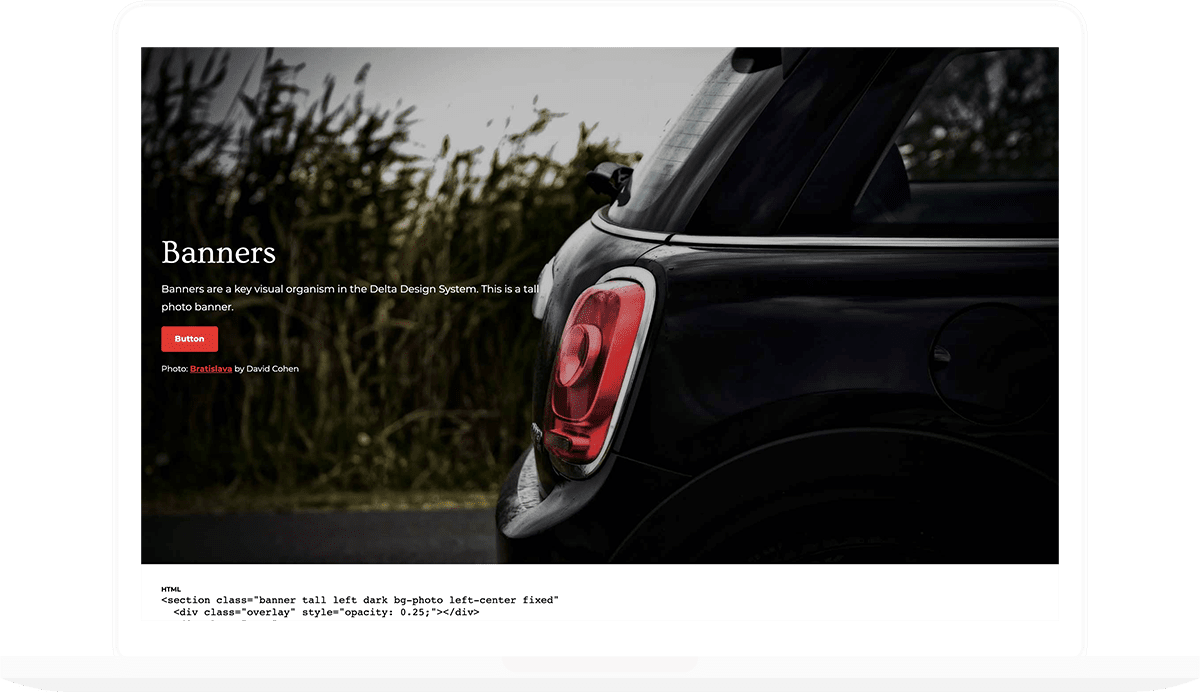 Banners
Banners are a key visual organism in the Delta Design System. This is a tall
photo banner.
Button
Photo: Bratislava by David Cohen
HTML
<section class="banner tall left dark bg-photo left-center fixed"
<div class="overlay" style="opacity: 0.25;"></div>